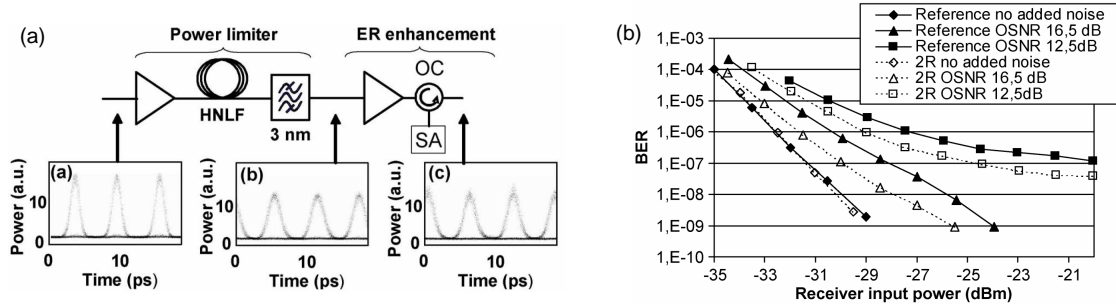 (a)
Power limiter
ER enhancement
OC
HNLF
3 nm
SA
(a)
(b)
(c)
Power (a.u.)
10
0
Power (a.u.)
10
0
Power (a.u.)
10
0
0
10
0
10
0
10
Time (ps)
Time (ps)
Time (ps)
(b)
Reference no added noise
Reference OSNR 16,5 dB
Reference OSNR 12,5dB
2R no added noise
2R OSNR 16,5 dB
2R OSNR 12,5dB
BER
1,E-03
1,E-04
1,E-05
1,E-06
1,E-07
1,E-08
1,E-09
1,E-10
-35 -33 -31 -29 -27 -25 -23 -21
Receiver input power (dBm)